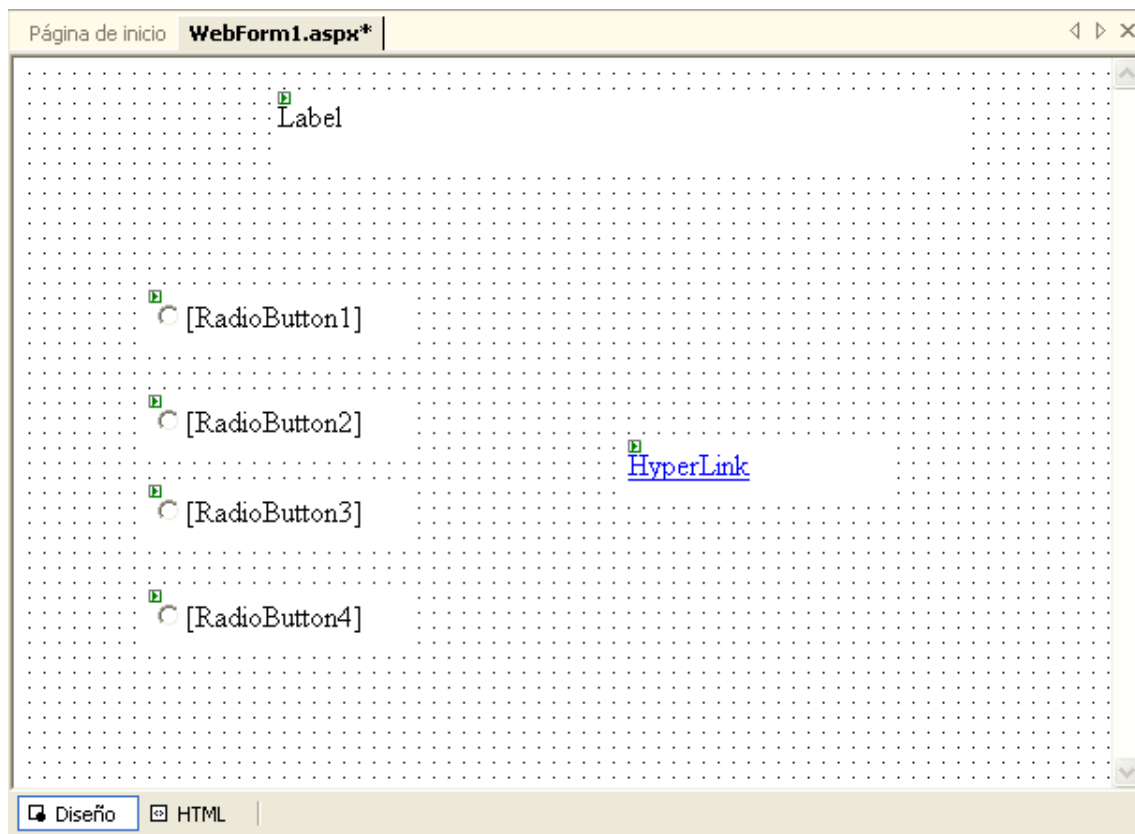 Página de inicio WebForm1.aspx*
Label
[RadioButton1]
[RadioButton2]
HyperLink
[RadioButton3]
[RadioButton4]
Diseño HTML